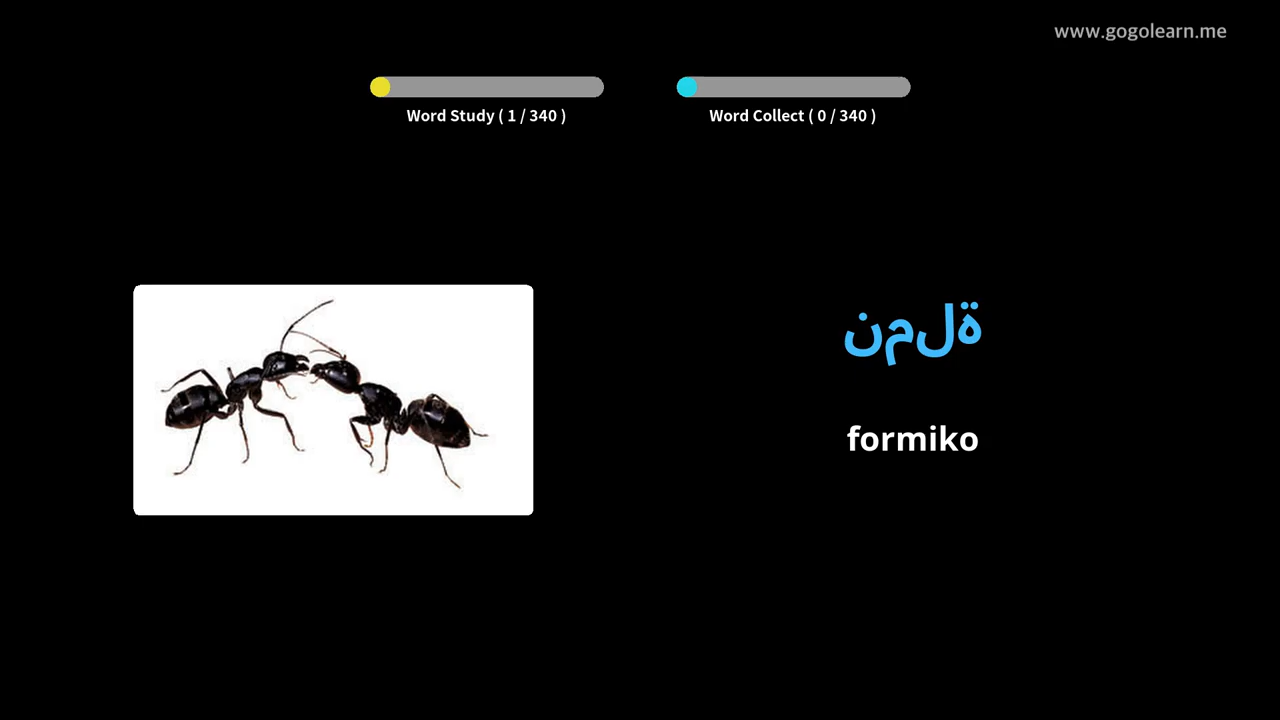 www.gogolearn.me
Word Study ( 1 / 340 )
Word Collect ( 0 / 340 )
نملة
formiko